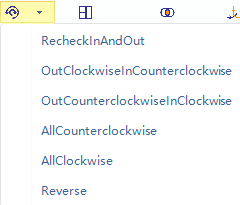 RecheckInAndOut
OutClockwiseInCounterclockwise
OutCounterclockwiseInClockwise
AllCounterclockwise
AllClockwise
Reverse